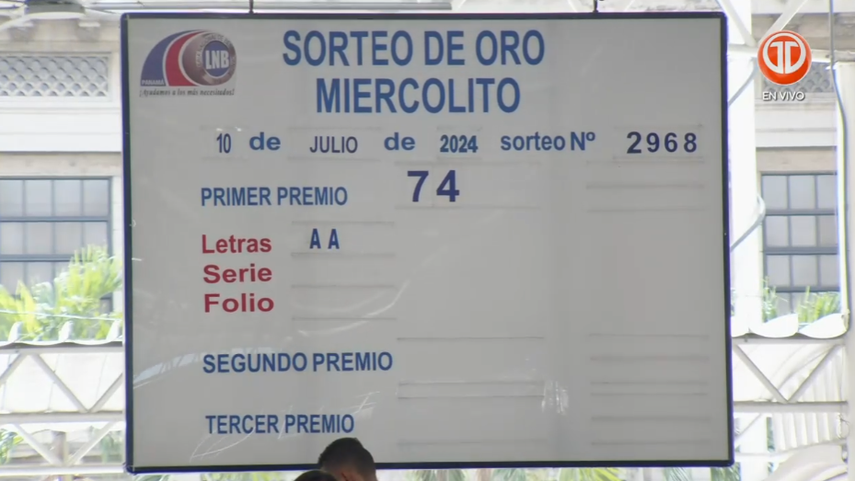 LNB
PANAMÁ
¡Ayudamos a los más necesitados!
SORTEO DE ORO
MIERCOLITO
EN VIVO
10 de JULIO de 2024 sorteo Nº 2968
PRIMER PREMIO 74
Letras A A
Serie
Folio
SEGUNDO PREMIO
TERCER PREMIO